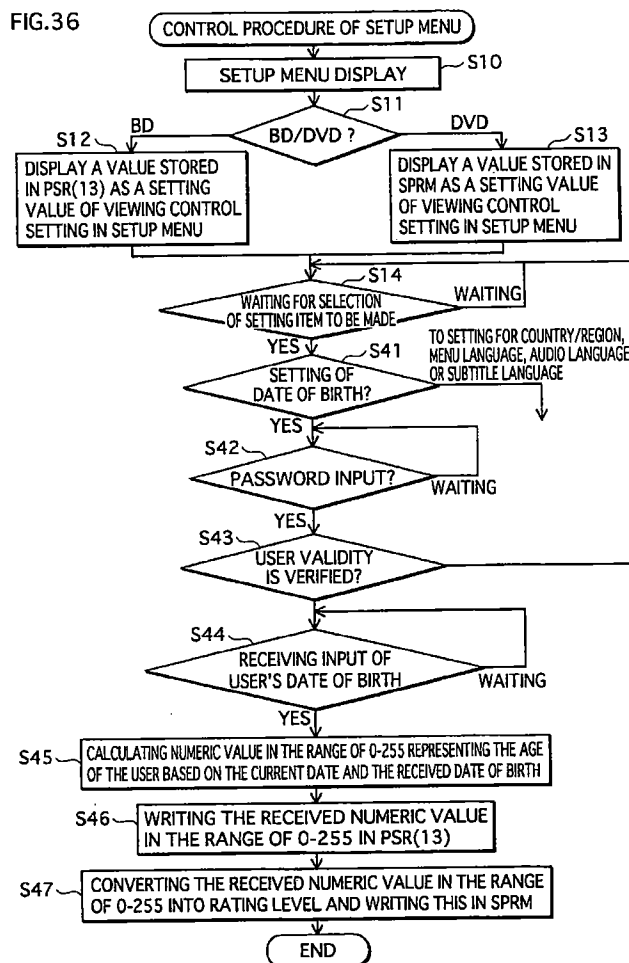 FIG.36
CONTROL PROCEDURE OF SETUP MENU
S10
SETUP MENU DISPLAY
S11
BD/DVD ?
BD
DVD
S12
DISPLAY A VALUE STORED
IN PSR(13) AS A SETTING
VALUE OF VIEWING CONTROL
SETTING IN SETUP MENU
S13
DISPLAY A VALUE STORED IN
SPRM AS A SETTING VALUE
OF VIEWING CONTROL
SETTING IN SETUP MENU
S14
WAITING FOR SELECTION
OF SETTING ITEM TO BE MADE
WAITING
YES
S41
SETTING OF
DATE OF BIRTH?
TO SETTING FOR COUNTRY/REGION,
MENU LANGUAGE, AUDIO LANGUAGE
OR SUBTITLE LANGUAGE
YES
S42
PASSWORD INPUT?
WAITING
YES
S43
USER VALIDITY
IS VERIFIED?
S44
RECEIVING INPUT OF
USER'S DATE OF BIRTH
WAITING
YES
S45
CALCULATING NUMERIC VALUE IN THE RANGE OF 0-255 REPRESENTING THE AGE
OF THE USER BASED ON THE CURRENT DATE AND THE RECEIVED DATE OF BIRTH
S46
WRITING THE RECEIVED NUMERIC VALUE
IN THE RANGE OF 0-255 IN PSR(13)
S47
CONVERTING THE RECEIVED NUMERIC VALUE IN THE RANGE
OF 0-255 INTO RATING LEVEL AND WRITING THIS IN SPRM
END